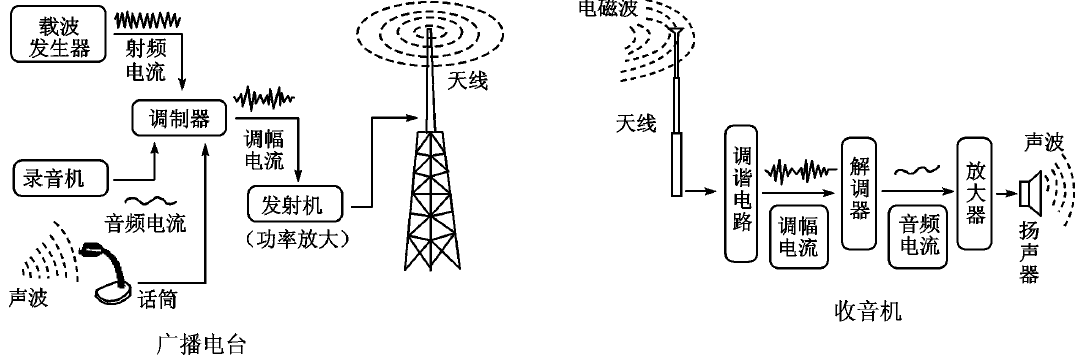 载波
发生器
射频
电流
调制器
调幅
电流
录音机
音频电流
发射机
(功率放大)
天线
声波
话筒
广播电台
电磁波
天线
调谐电路
调幅
电流
解调器
音频
电流
放大器
声波
扬声器
收音机